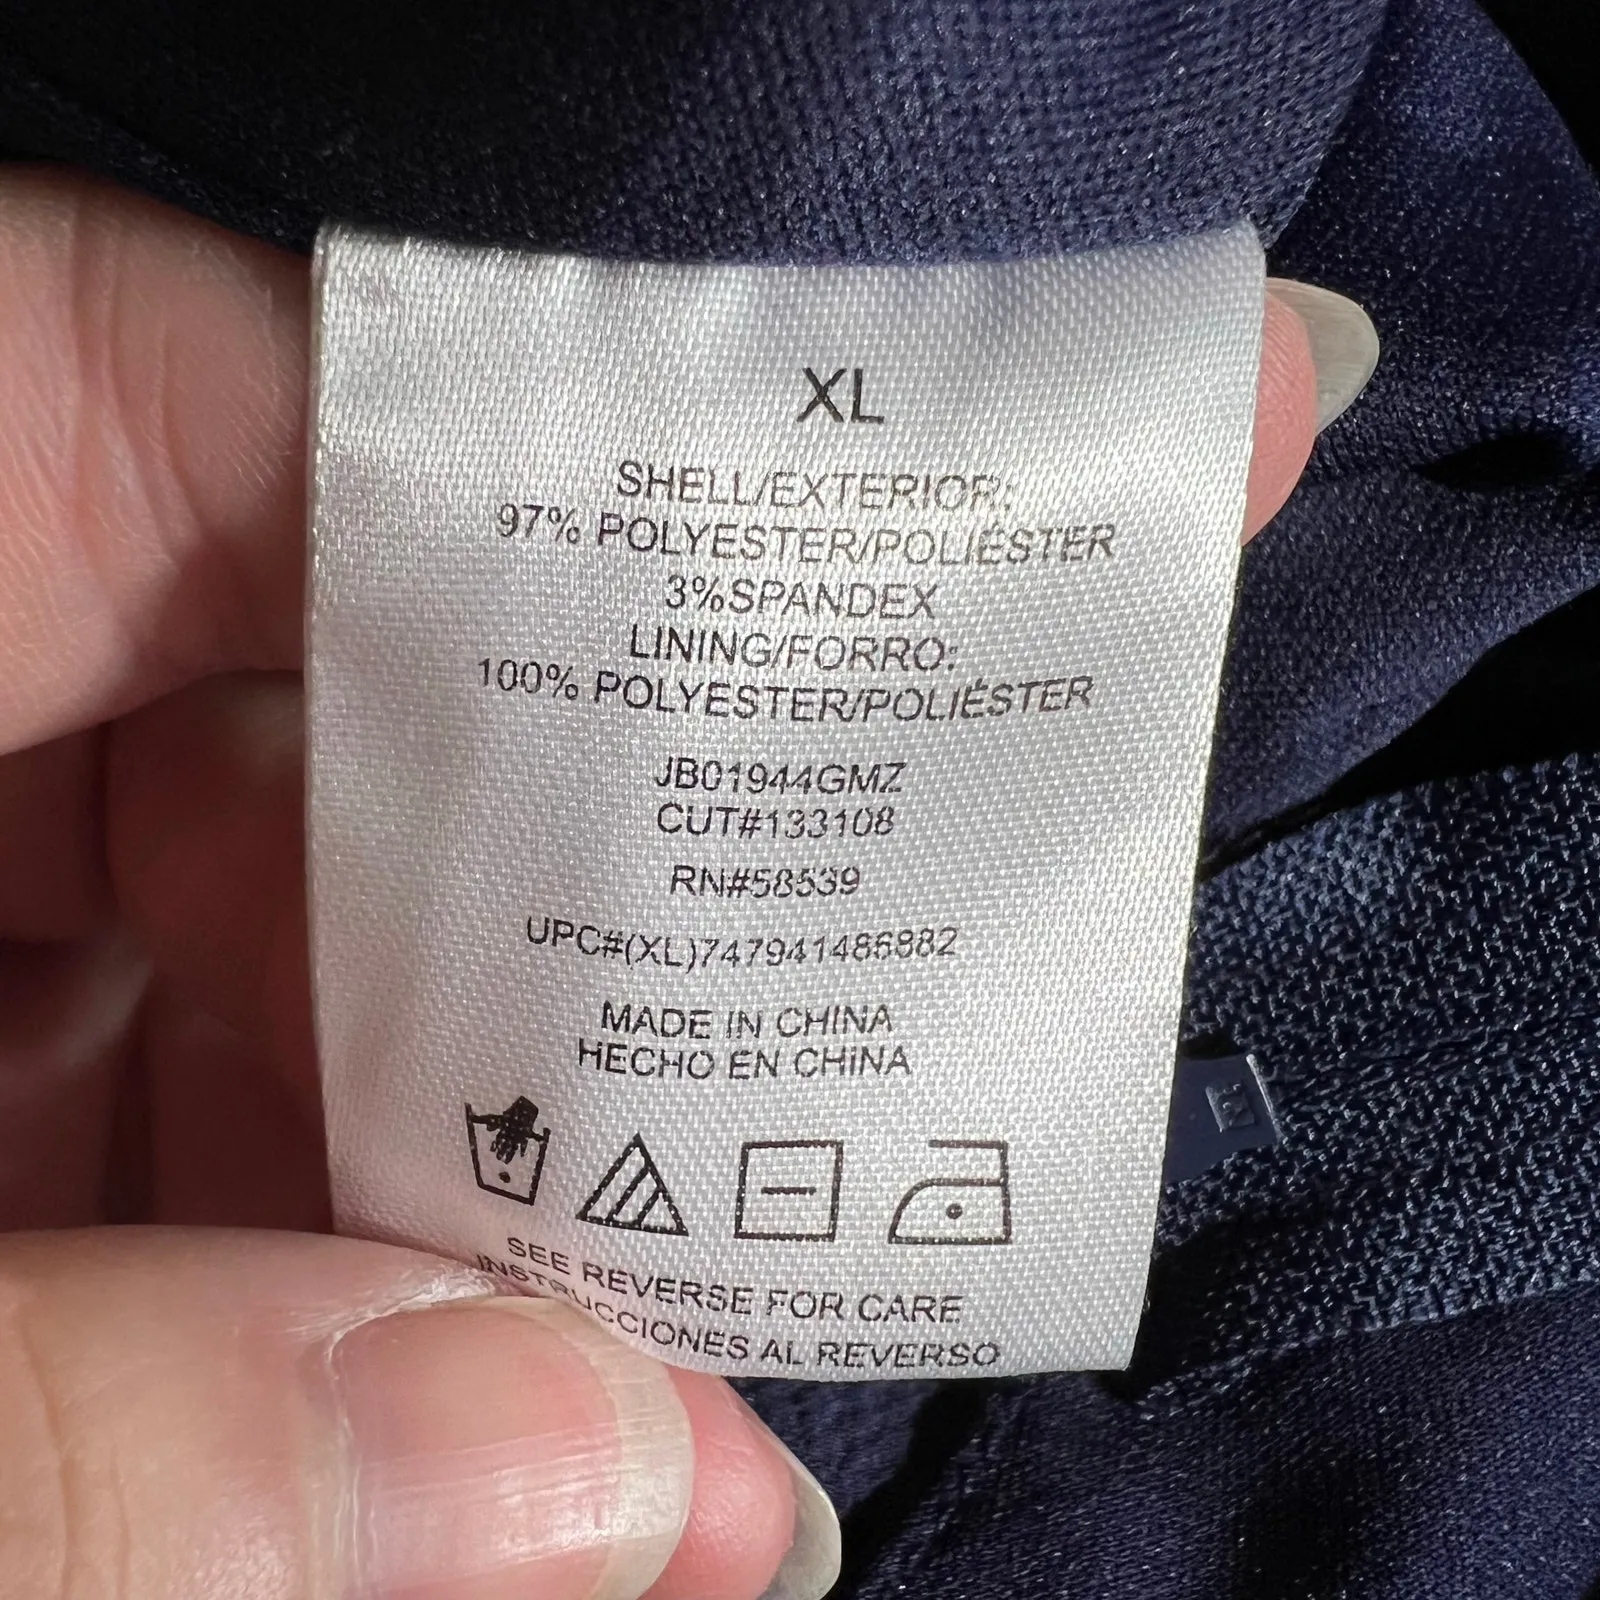 XL
SHELL/EXTERIOR:
97% POLYESTER/POLIÉSTER
3%SPANDEX
LINING/FORRO:
100% POLYESTER/POLIÉSTER
JB01944GMZ
CUT#133108
RN#58539
UPC#(XL)747941486882
MADE IN CHINA
HECHO EN CHINA
SEE REVERSE FOR CARE
INSTRUCCIONES AL REVERSO